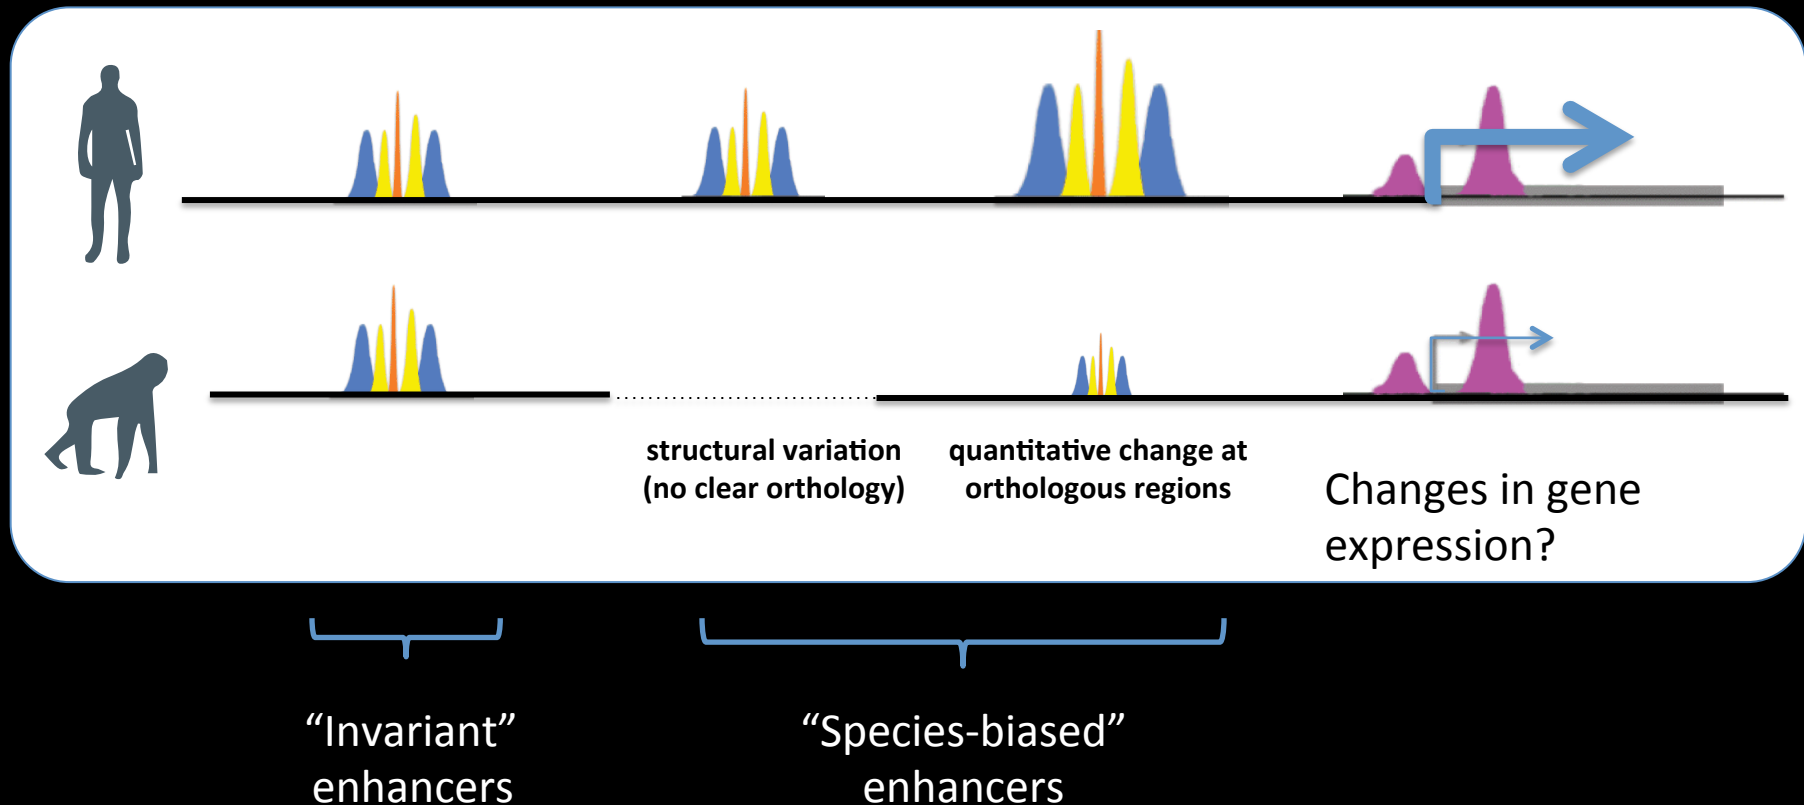 structural variation
(no clear orthology)
quantitative change at
orthologous regions
Changes in gene
expression?
“Invariant”
enhancers
“Species-biased”
enhancers